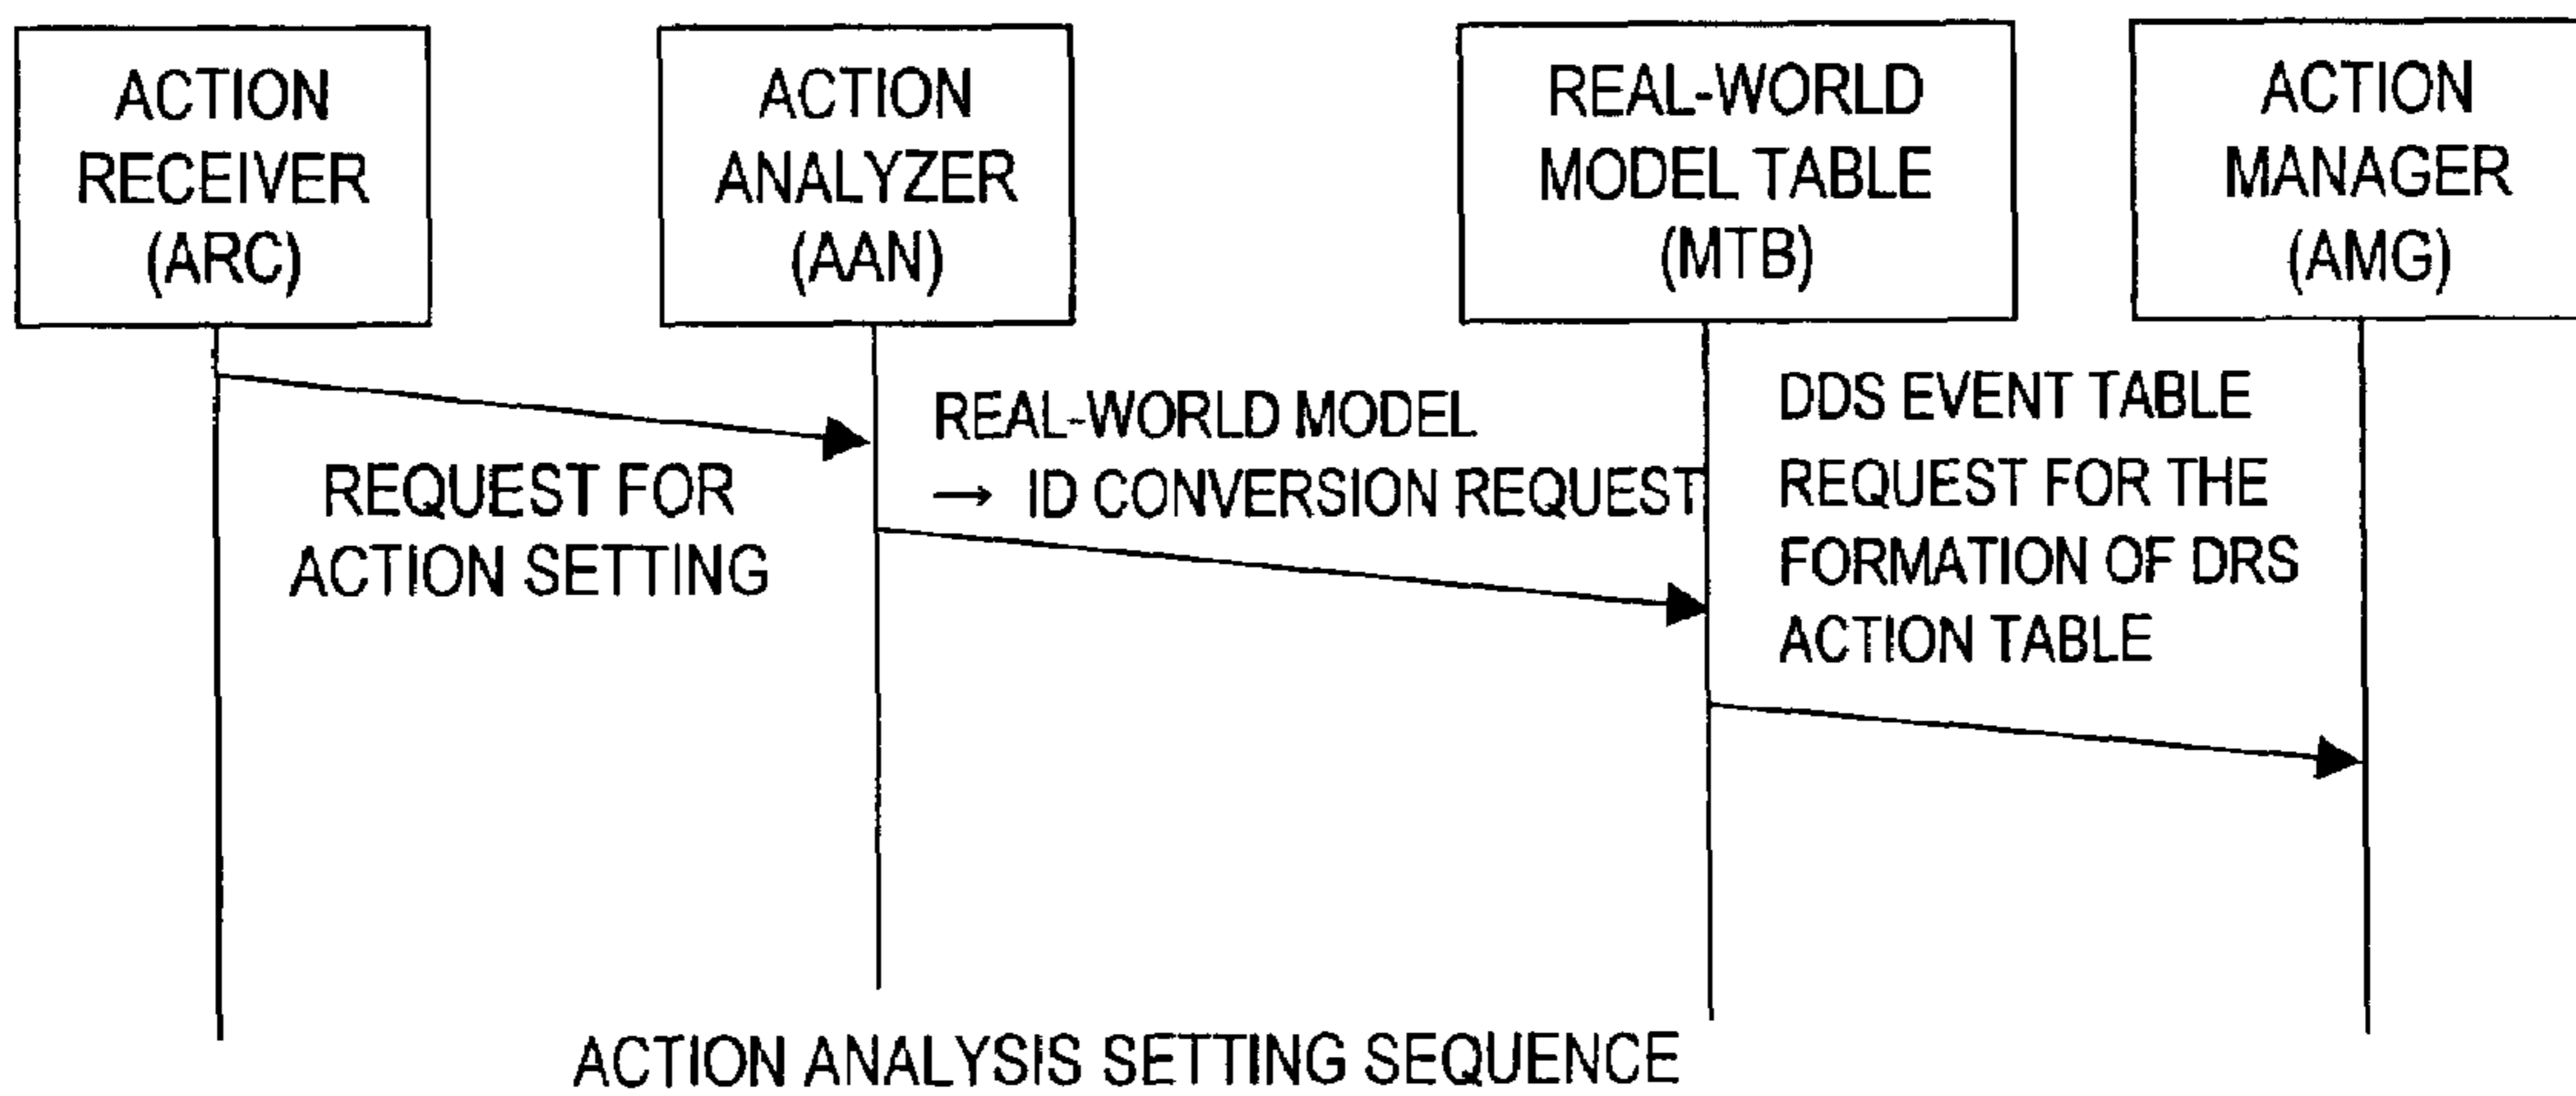 ACTION
RECEIVER
(ARC)
ACTION
ANALYZER
(AAN)
REAL-WORLD
MODEL TABLE
(MTB)
ACTION
MANAGER
(AMG)
REQUEST FOR
ACTION SETTING
REAL-WORLD MODEL
→ ID CONVERSION REQUEST
DDS EVENT TABLE
REQUEST FOR THE
FORMATION OF DRS
ACTION TABLE
ACTION ANALYSIS SETTING SEQUENCE